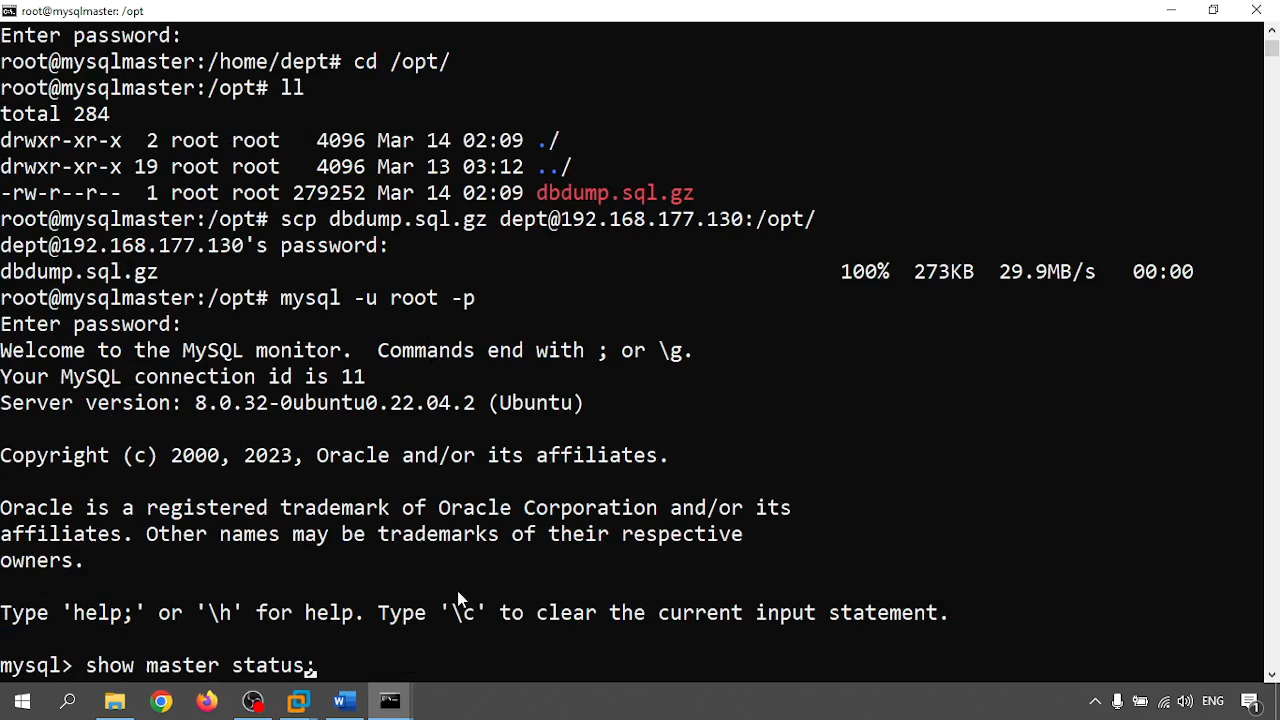 root@mysqlmaster: /opt
Enter password:
root@mysqlmaster:/home/dept# cd /opt/
root@mysqlmaster:/opt# ll
total 284
drwxr-xr-x  2 root root   4096 Mar 14 02:09 ./
drwxr-xr-x 19 root root   4096 Mar 13 03:12 ../
-rw-r--r--  1 root root 279252 Mar 14 02:09 dbdump.sql.gz
root@mysqlmaster:/opt# scp dbdump.sql.gz dept@192.168.177.130:/opt/
dept@192.168.177.130's password:
dbdump.sql.gz 100% 273KB 29.9MB/s 00:00
root@mysqlmaster:/opt# mysql -u root -p
Enter password:
Welcome to the MySQL monitor.  Commands end with ; or \g.
Your MySQL connection id is 11
Server version: 8.0.32-0ubuntu0.22.04.2 (Ubuntu)
Copyright (c) 2000, 2023, Oracle and/or its affiliates.
Oracle is a registered trademark of Oracle Corporation and/or its
affiliates. Other names may be trademarks of their respective
owners.
Type 'help;' or '\h' for help. Type '\c' to clear the current input statement.
mysql> show master status;
ENG